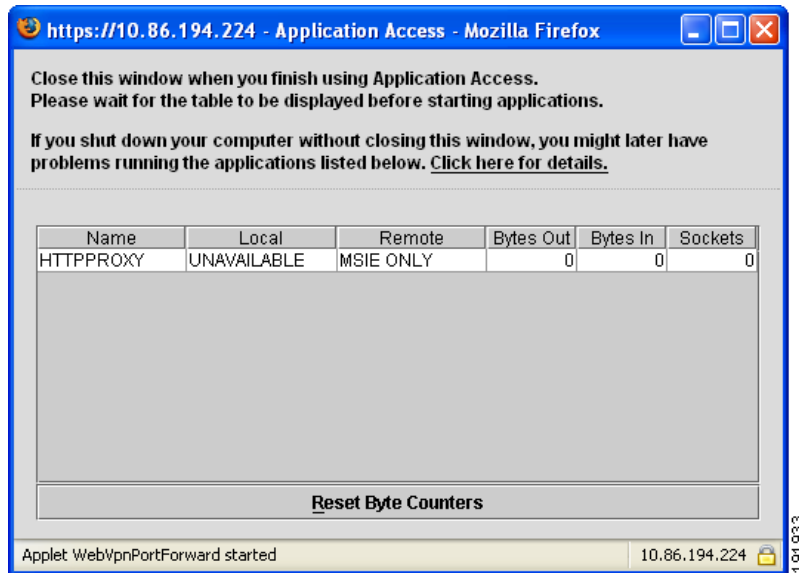 https://10.86.194.224 - Application Access - Mozilla Firefox
Close this window when you finish using Application Access.
Please wait for the table to be displayed before starting applications.
If you shut down your computer without closing this window, you might later have
problems running the applications listed below. Click here for details.
Name Local Remote Bytes Out Bytes In Sockets
HTTPPROXY UNAVAILABLE MSIE ONLY 0 0 0
Reset Byte Counters
Applet WebVpnPortForward started 10.86.194.224
191933